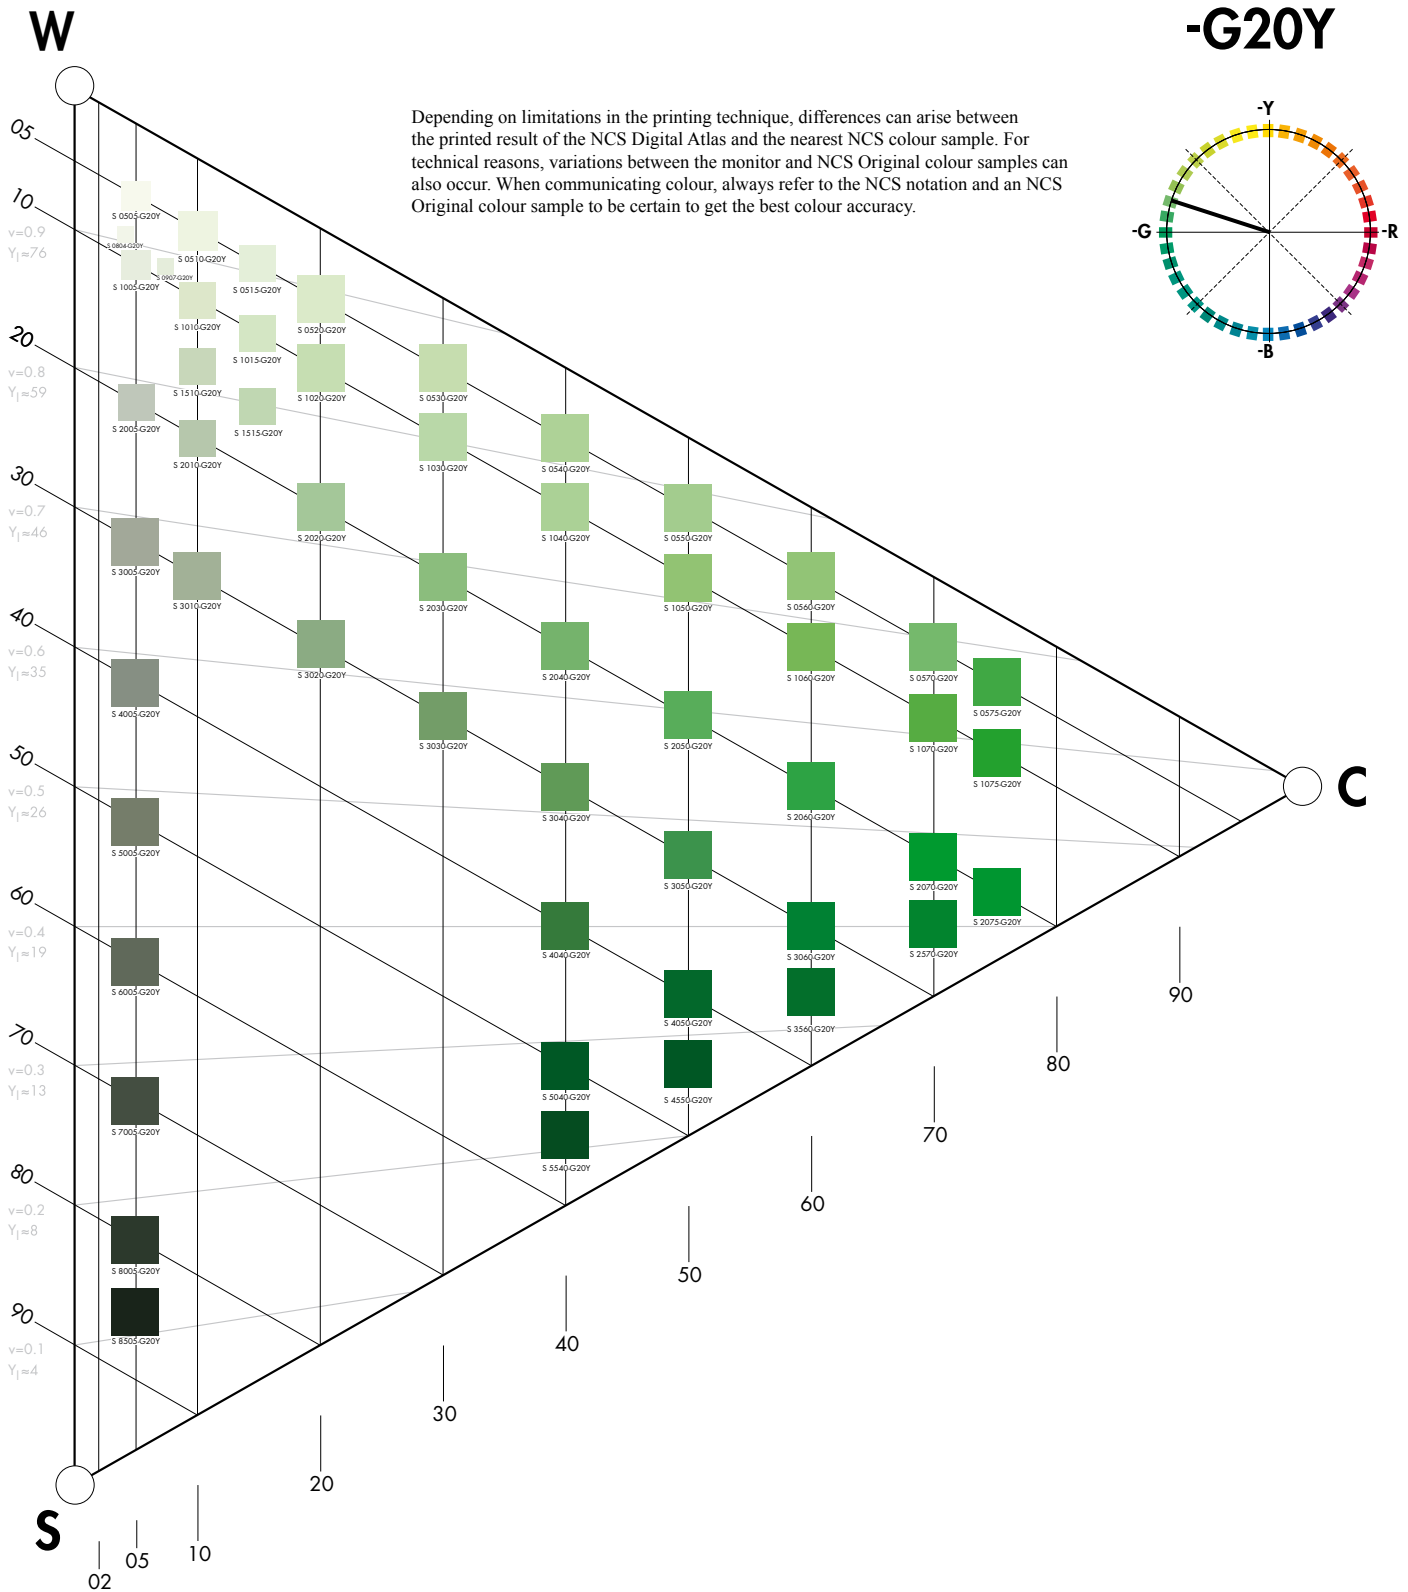 W
-G20Y
Depending on limitations in the printing technique, differences can arise between
the printed result of the NCS Digital Atlas and the nearest NCS colour sample. For
technical reasons, variations between the monitor and NCS Original colour samples can
also occur. When communicating colour, always refer to the NCS notation and an NCS
Original colour sample to be certain to get the best colour accuracy.
-Y
-G
-R
-B
05
10
v=0.9
Y|≈76
20
v=0.8
Y|≈59
30
v=0.7
Y|≈46
40
v=0.6
Y|≈35
50
v=0.5
Y|≈26
60
v=0.4
Y|≈19
70
v=0.3
Y|≈13
80
v=0.2
Y|≈8
90
v=0.1
Y|≈4
S 0505-G20Y
S 0804-G20Y
S 0510-G20Y
S 0907-G20Y
S 0515-G20Y
S 1005-G20Y
S 1010-G20Y
S 0520-G20Y
S 1015-G20Y
S 1510-G20Y
S 1020-G20Y
S 0530-G20Y
S 2005-G20Y
S 1515-G20Y
S 2010-G20Y
S 1030-G20Y
S 0540-G20Y
S 2020-G20Y
S 1040-G20Y
S 0550-G20Y
S 3005-G20Y
S 3010-G20Y
S 2030-G20Y
S 1050-G20Y
S 0560-G20Y
S 3020-G20Y
S 2040-G20Y
S 1060-G20Y
S 0570-G20Y
S 4005-G20Y
S 0575-G20Y
S 3030-G20Y
S 2050-G20Y
S 1070-G20Y
S 1075-G20Y
S 3040-G20Y
S 2060-G20Y
C
S 5005-G20Y
S 3050-G20Y
S 2070-G20Y
S 2075-G20Y
S 4040-G20Y
S 3060-G20Y
S 2570-G20Y
S 6005-G20Y
S 4050-G20Y
S 3560-G20Y
S 5040-G20Y
S 4550-G20Y
S 7005-G20Y
S 5540-G20Y
S 8005-G20Y
S 8505-G20Y
90
80
70
60
50
40
30
20
10
05
02
S